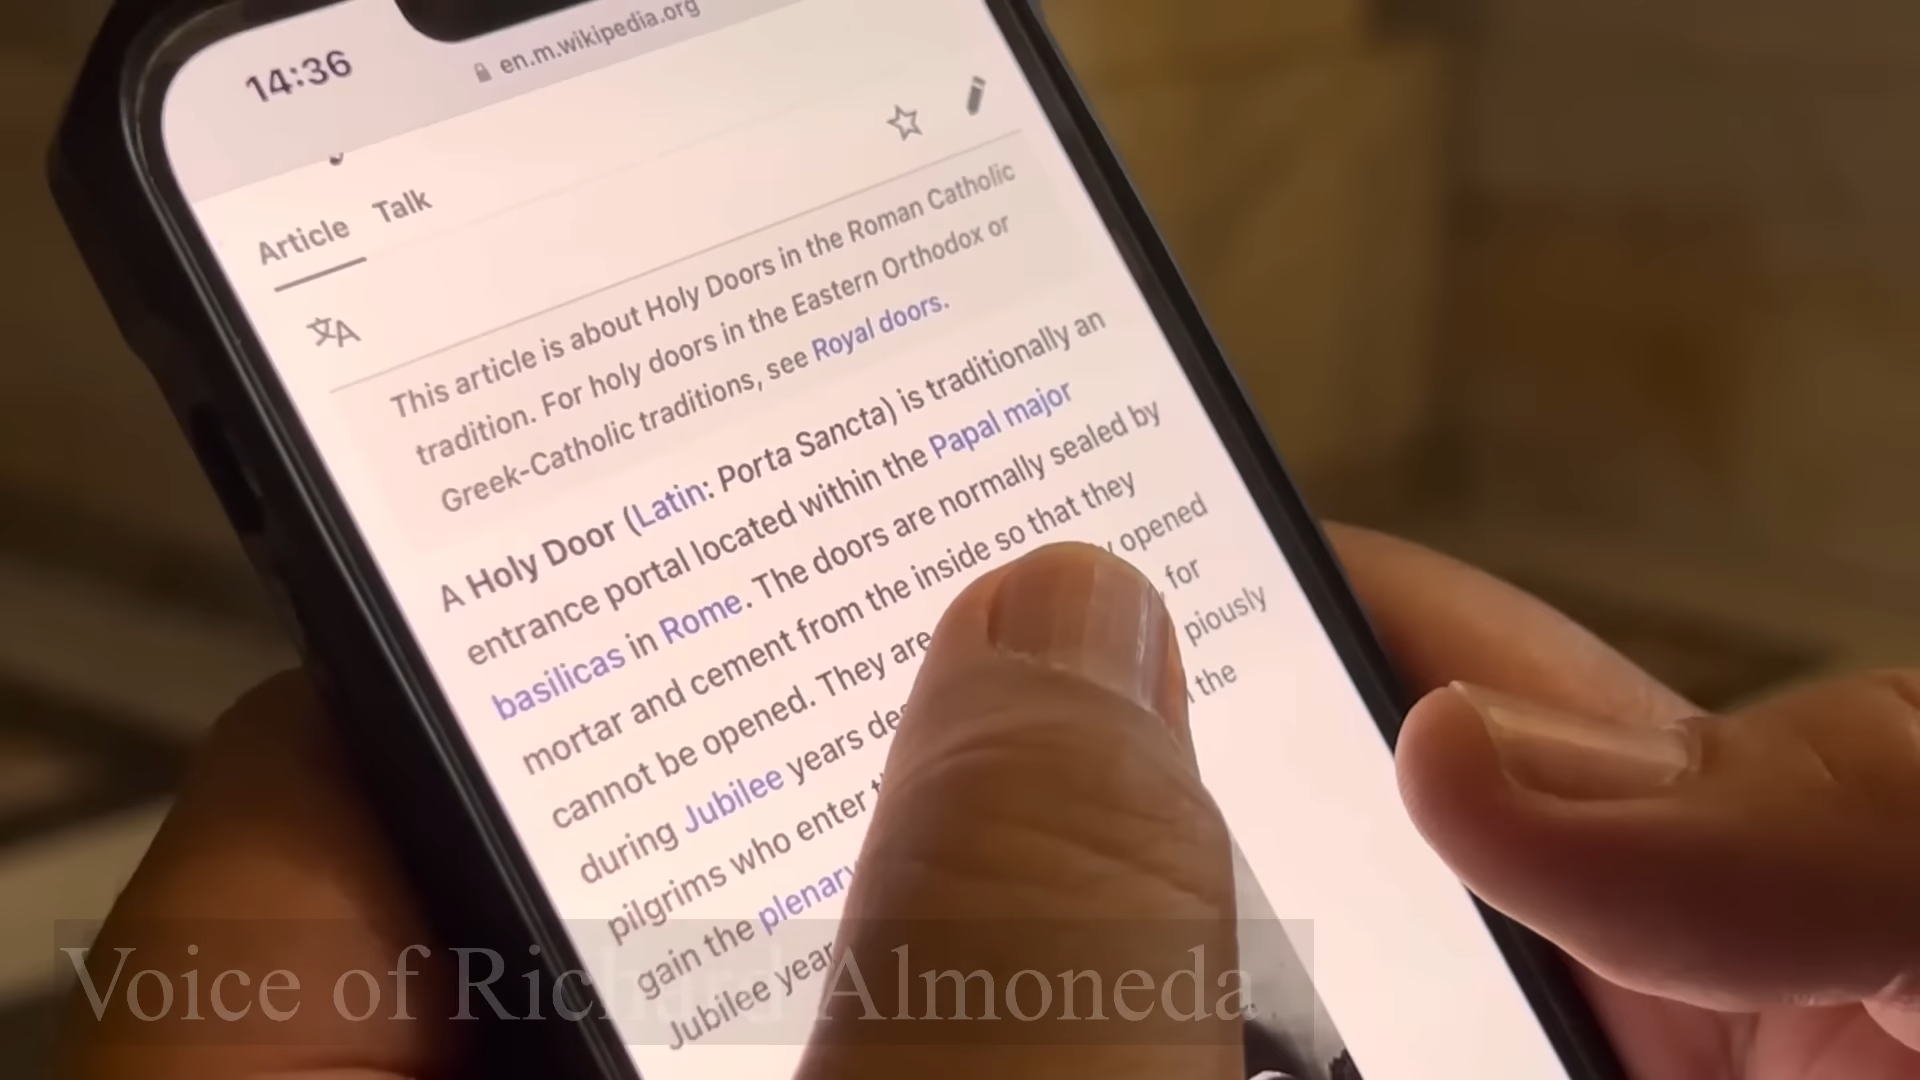 14:36
en.m.wikipedia.org
Article Talk
This article is about Holy Doors in the Roman Catholic
tradition. For holy doors in the Eastern Orthodox or
Greek-Catholic traditions, see Royal doors.
A Holy Door (Latin: Porta Sancta) is traditionally an
entrance portal located within the Papal major
basilicas in Rome. The doors are normally sealed by
mortar and cement from the inside so that they
cannot be opened. They are opened
during Jubilee years for
pilgrims who enter piously
gain the plenary the
Jubilee year
Voice of Richard Almoneda